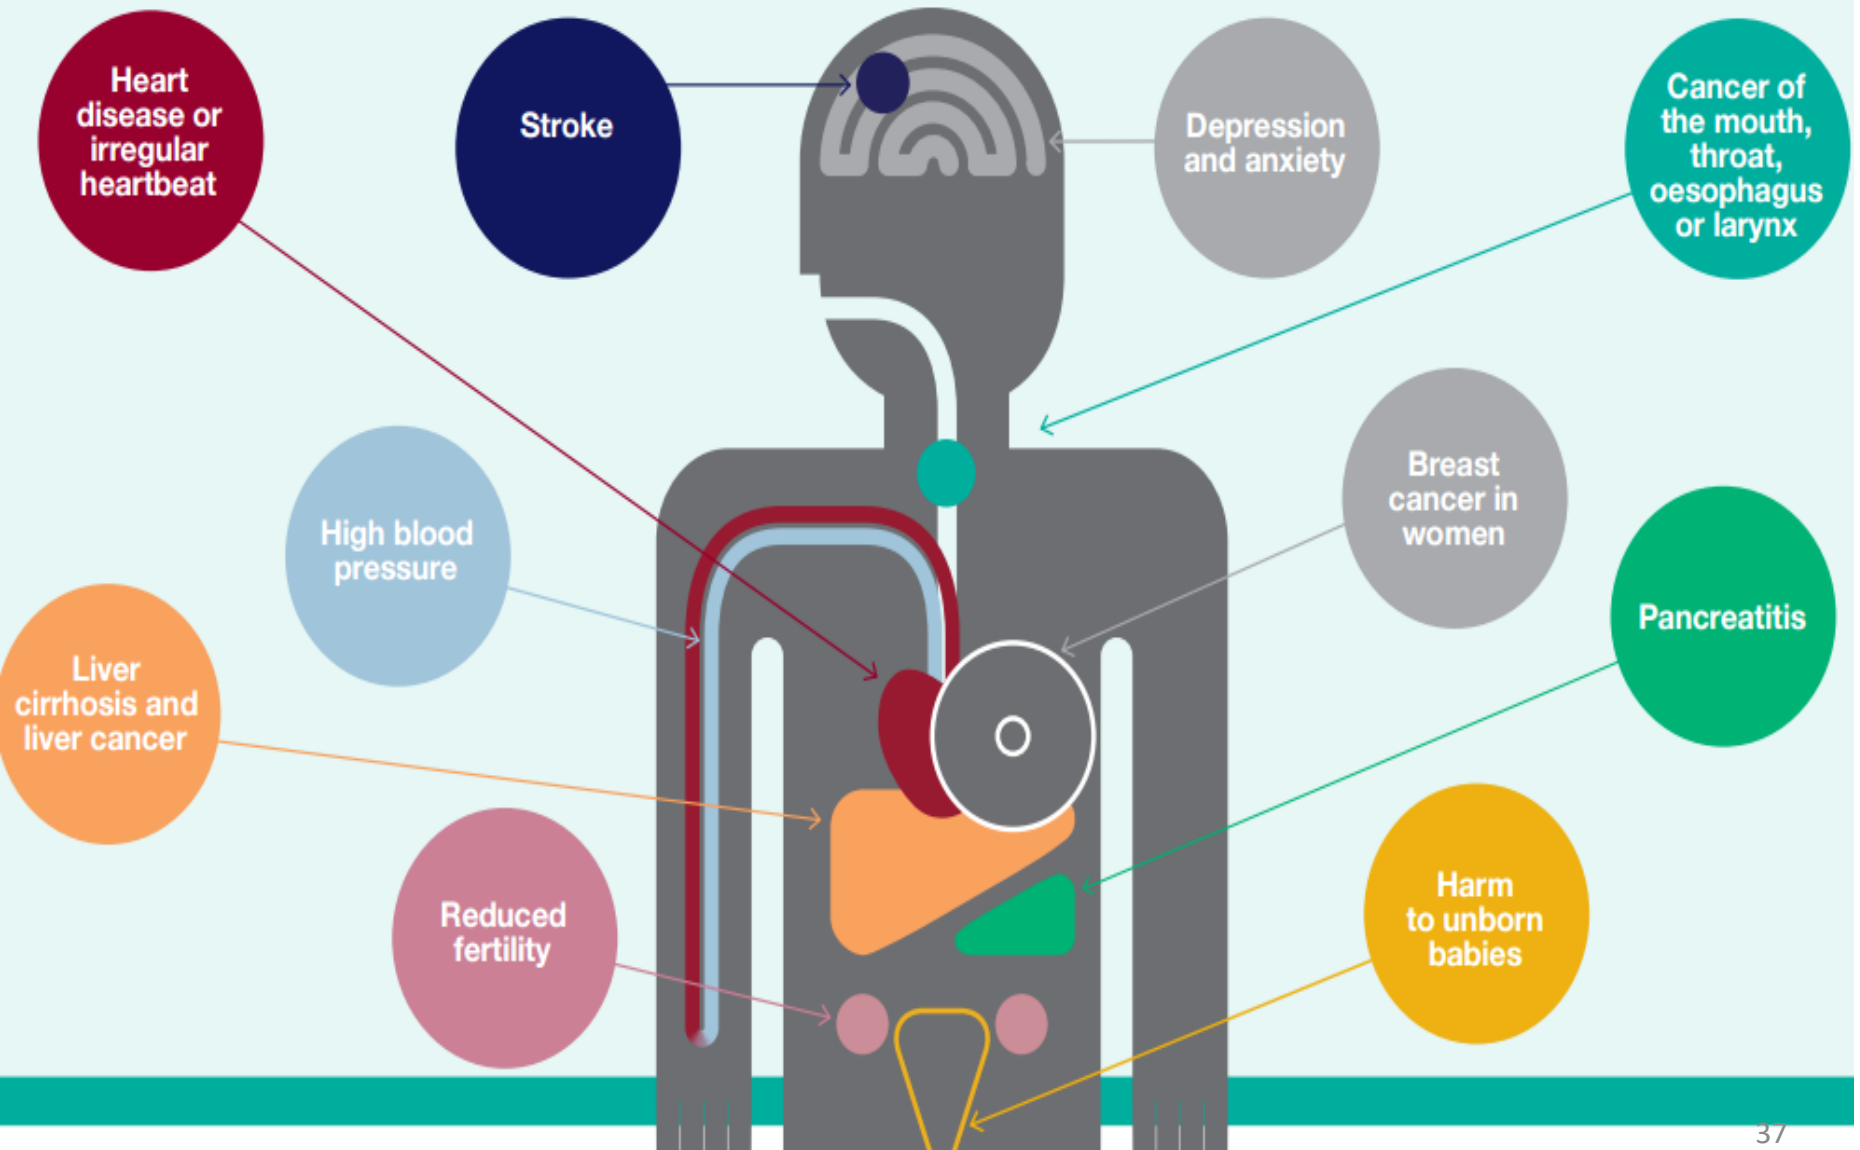 Heart
disease or
irregular
heartbeat
Stroke
Depression
and anxiety
Cancer of
the mouth,
throat,
oesophagus
or larynx
High blood
pressure
Breast
cancer in
women
Pancreatitis
Liver
cirrhosis and
liver cancer
Reduced
fertility
Harm
to unborn
babies
37